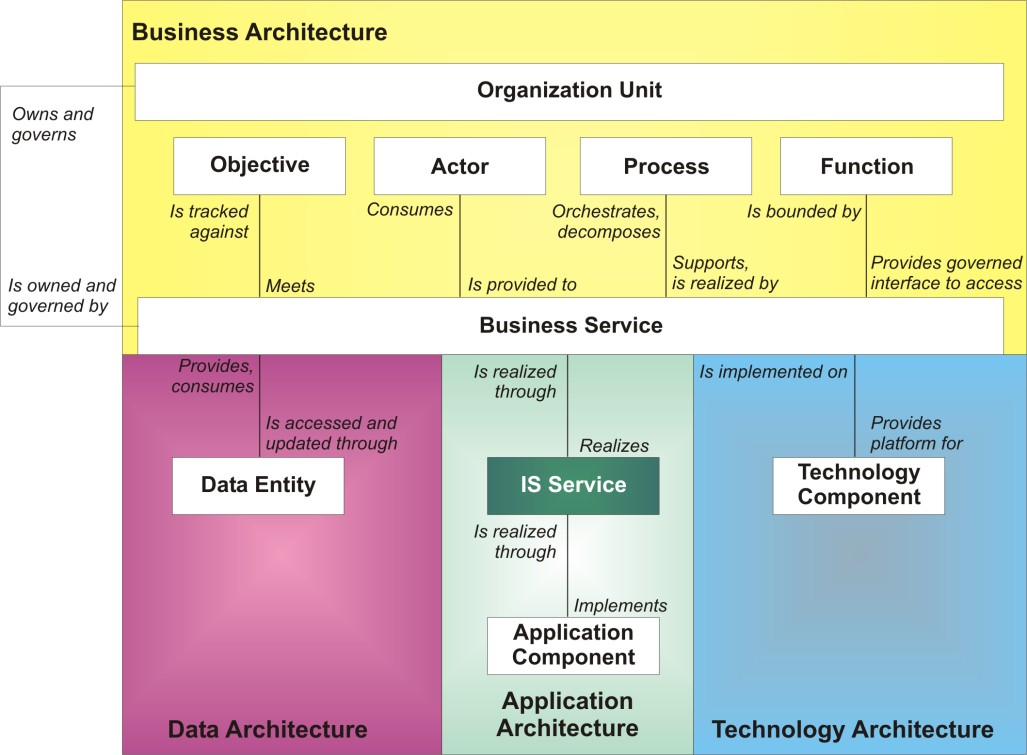 Business Architecture
Organization Unit
Owns and
governs
Objective
Actor
Process
Function
Is tracked
against
Consumes
Orchestrates,
decomposes
Is bounded by
Is owned and
governed by
Meets
Is provided to
Supports,
is realized by
Provides governed
interface to access
Business Service
Provides,
consumes
Is accessed and
updated through
Data Entity
Data Architecture
Is realized
through
Realizes
IS Service
Is realized
through
Implements
Application
Component
Application
Architecture
Is implemented on
Provides
platform for
Technology
Component
Technology Architecture